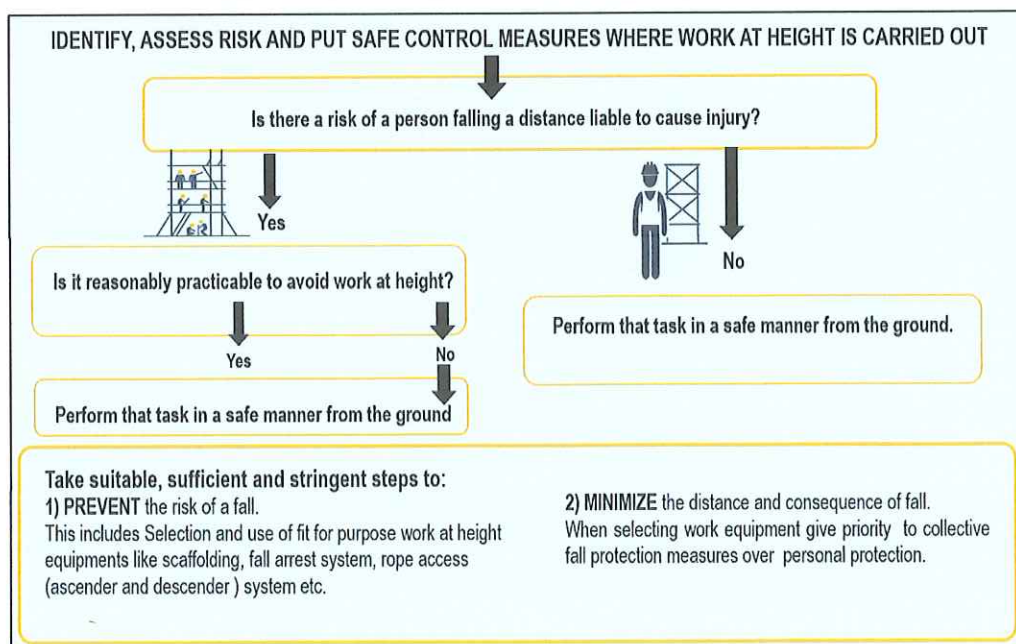 IDENTIFY, ASSESS RISK AND PUT SAFE CONTROL MEASURES WHERE WORK AT HEIGHT IS CARRIED OUT
Is there a risk of a person falling a distance liable to cause injury?
Yes
No
Is it reasonably practicable to avoid work at height?
Yes
No
Perform that task in a safe manner from the ground.
Perform that task in a safe manner from the ground
Take suitable, sufficient and stringent steps to:
1) PREVENT the risk of a fall.
This includes Selection and use of fit for purpose work at height
equipments like scaffolding, fall arrest system, rope access
(ascender and descender ) system etc.
2) MINIMIZE the distance and consequence of fall.
When selecting work equipment give priority to collective
fall protection measures over personal protection.